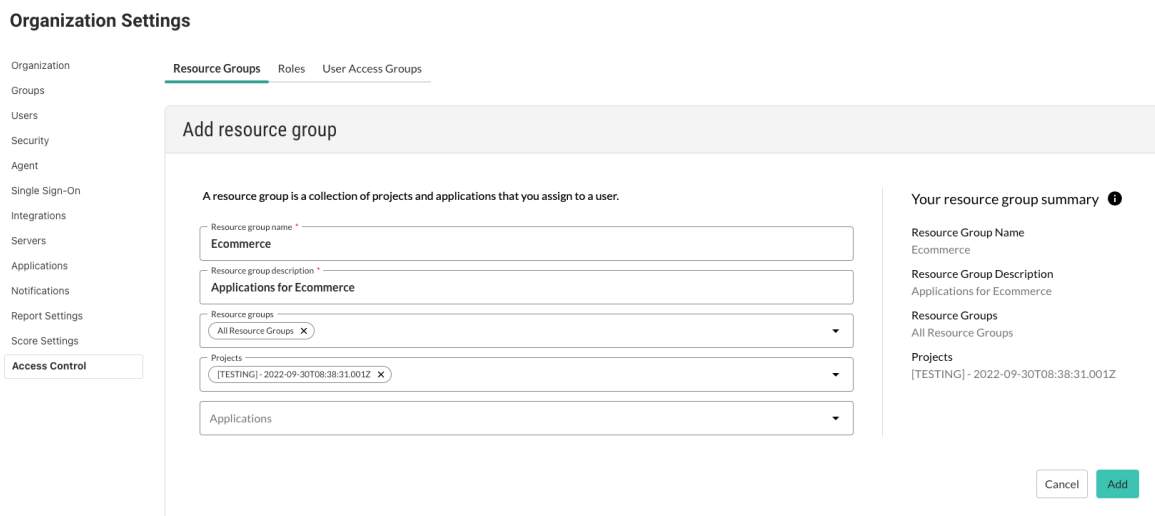 Organization Settings
Organization
Groups
Users
Security
Agent
Single Sign-On
Integrations
Servers
Applications
Notifications
Report Settings
Score Settings
Access Control
Resource Groups Roles User Access Groups
Add resource group
A resource group is a collection of projects and applications that you assign to a user.
Resource group name *
Ecommerce
Resource group description *
Applications for Ecommerce
Resource groups
All Resource Groups
Projects
[TESTING] - 2022-09-30T08:38:31.001Z
Applications
Your resource group summary
Resource Group Name
Ecommerce
Resource Group Description
Applications for Ecommerce
Resource Groups
All Resource Groups
Projects
[TESTING] - 2022-09-30T08:38:31.001Z
Cancel Add